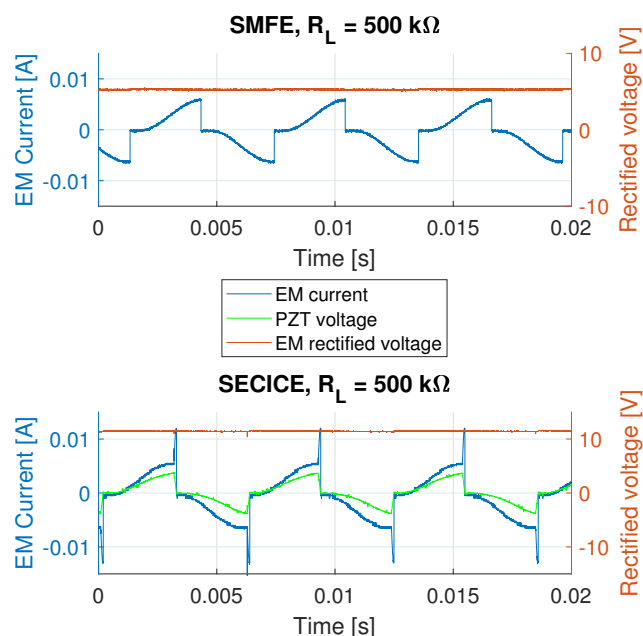 SMFE, R_L = 500 kΩ
EM Current [A]
0.01
0
-0.01
Rectified voltage [V]
10
0
-10
0 0.005 0.01 0.015 0.02
Time [s]
EM current
PZT voltage
EM rectified voltage
SECICE, R_L = 500 kΩ
EM Current [A]
0.01
0
-0.01
Rectified voltage [V]
10
0
-10
0 0.005 0.01 0.015 0.02
Time [s]